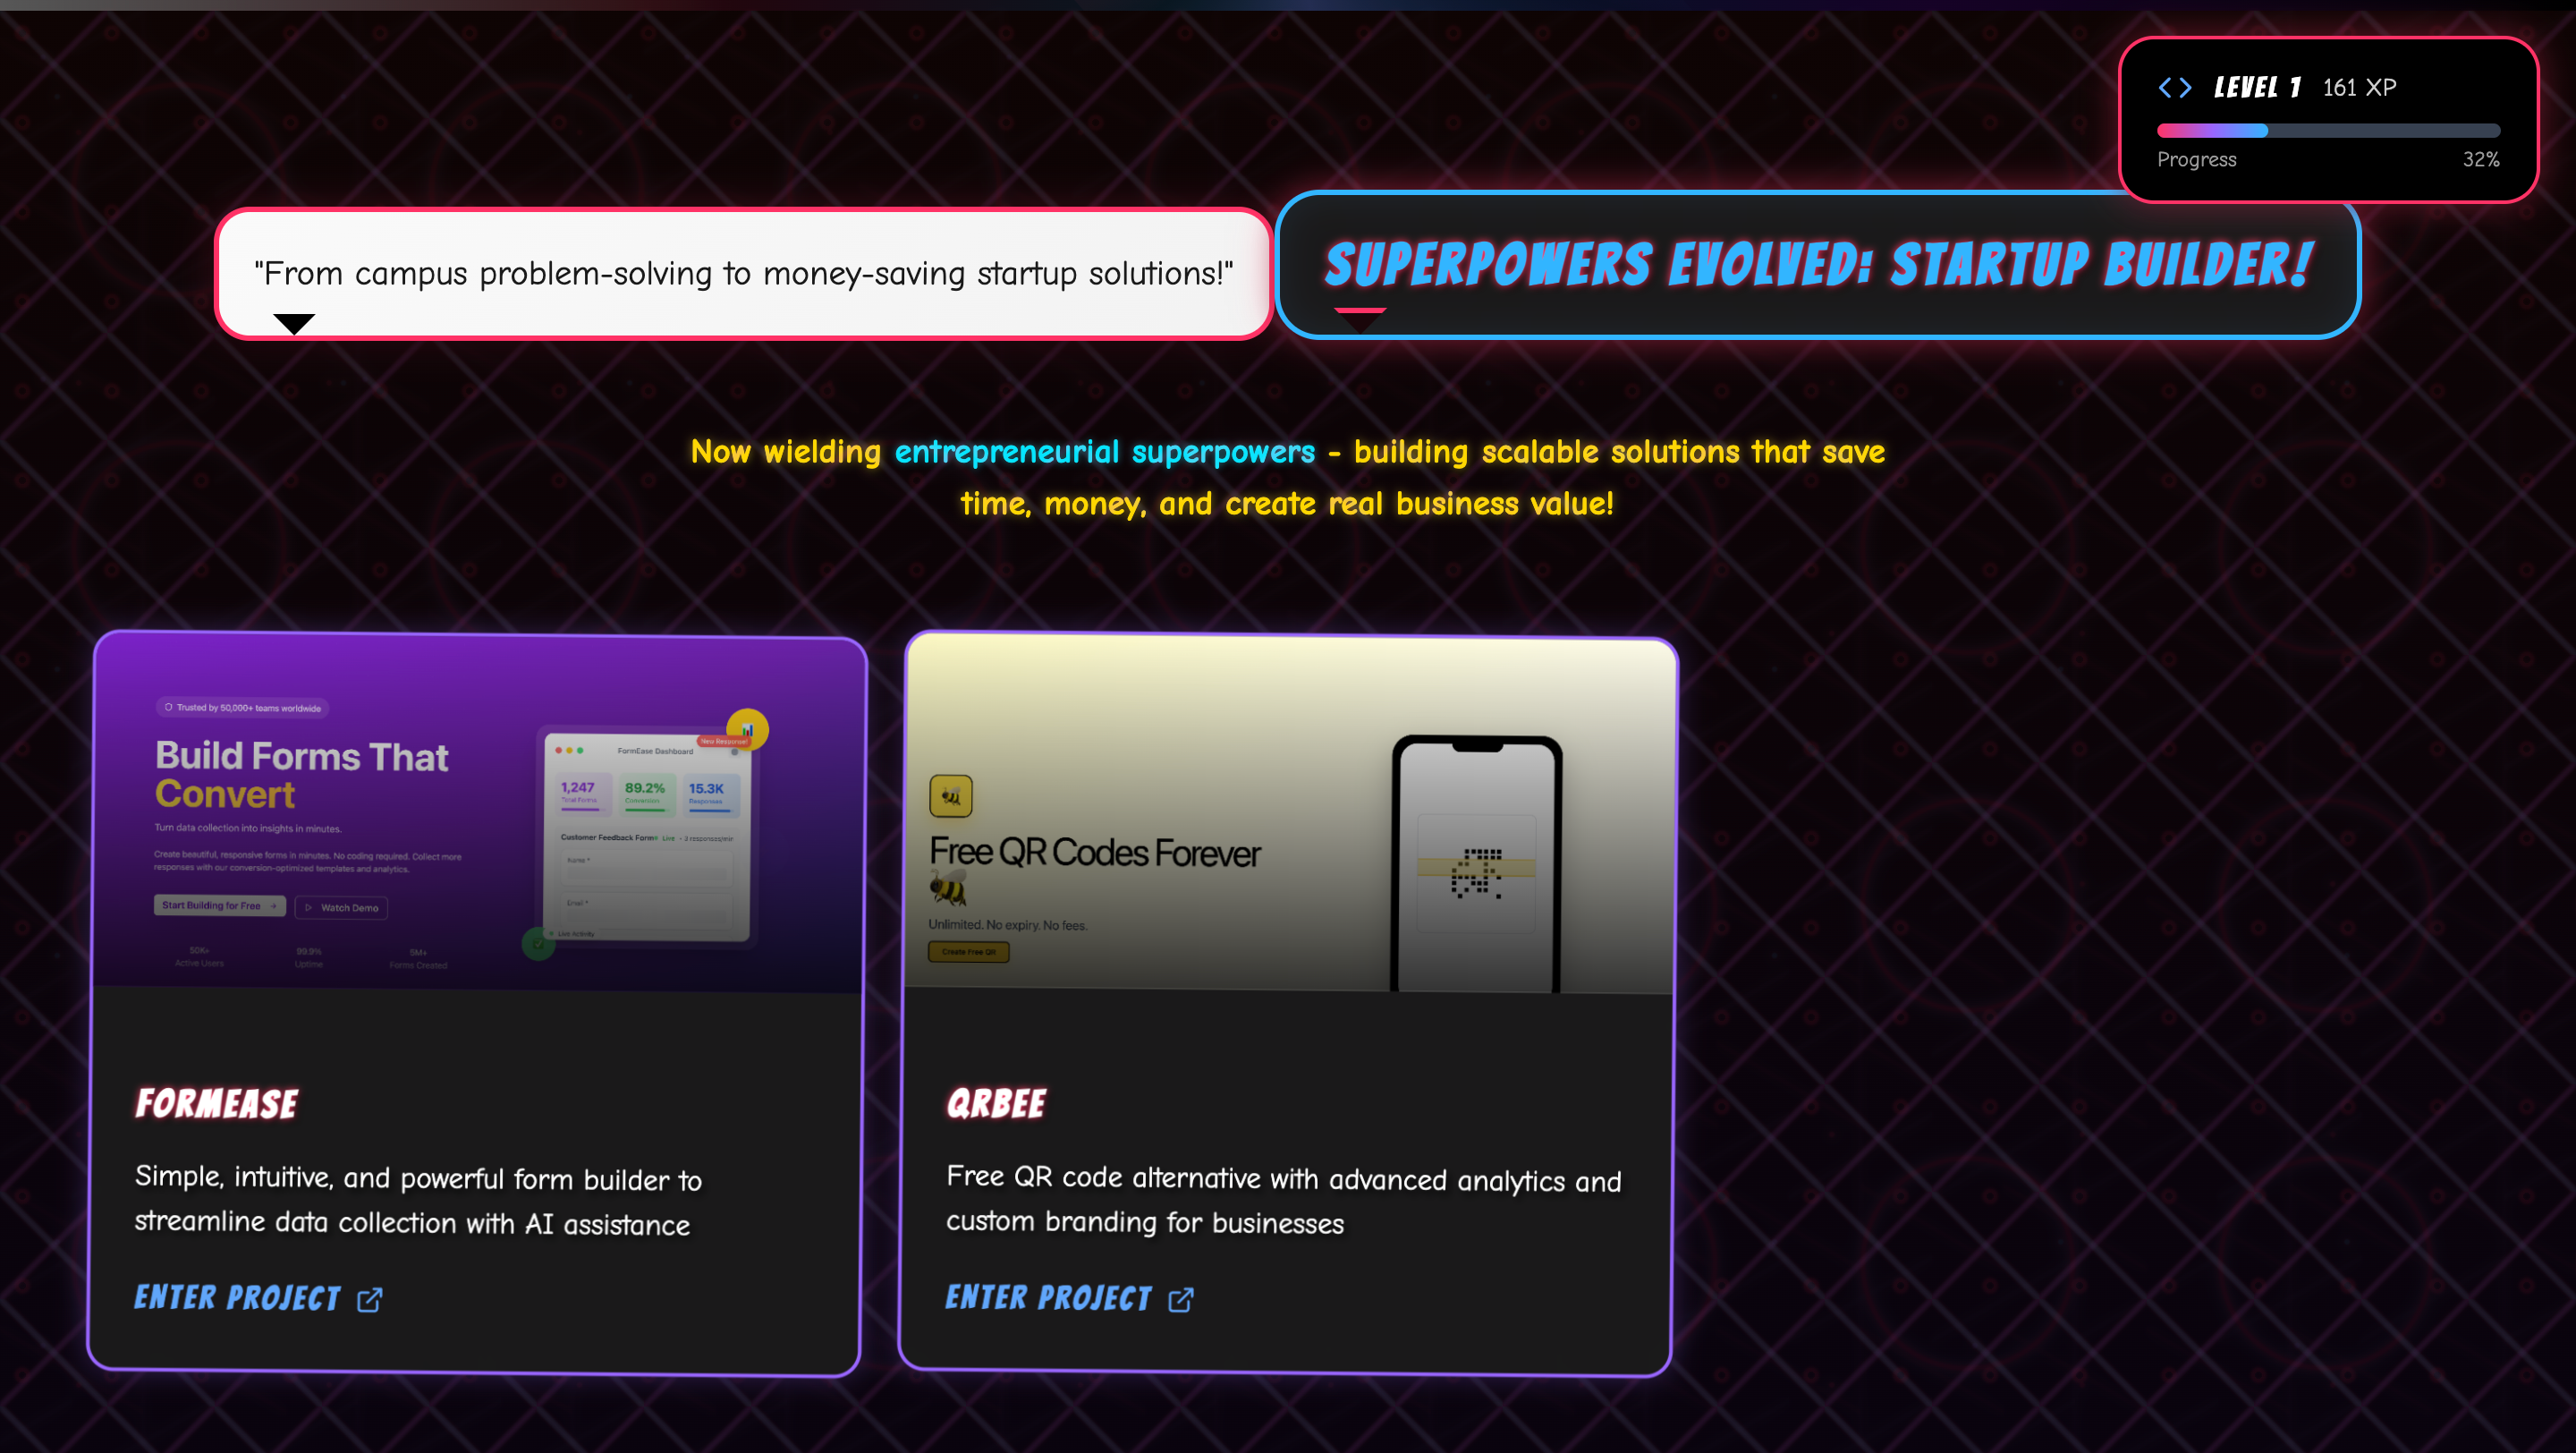 LEVEL 1 161 XP
Progress 32%
"From campus problem-solving to money-saving startup solutions!"
SUPERPOWERS EVOLVED: STARTUP BUILDER!
Now wielding entrepreneurial superpowers - building scalable solutions that save
time, money, and create real business value!
Trusted by 50,000+ teams worldwide
Build Forms That
Convert
Turn data collection into insights in minutes.
Create beautiful, responsive forms in minutes. No coding required. Collect more
responses with our conversion-optimized templates and analytics.
Start Building for Free → Watch Demo
50K+ 99.9% 5M+
Active Users Uptime Forms Created
New Response!
FormEase Dashboard
1,247 89.2% 15.3K
Total Forms Conversion Responses
Customer Feedback Form Live • 3 responses/min
Name *
Email *
Live Activity
FORMEASE
Simple, intuitive, and powerful form builder to
streamline data collection with AI assistance
ENTER PROJECT
Free QR Codes Forever
Unlimited. No expiry. No fees.
Create Free QR
QRBEE
Free QR code alternative with advanced analytics and
custom branding for businesses
ENTER PROJECT